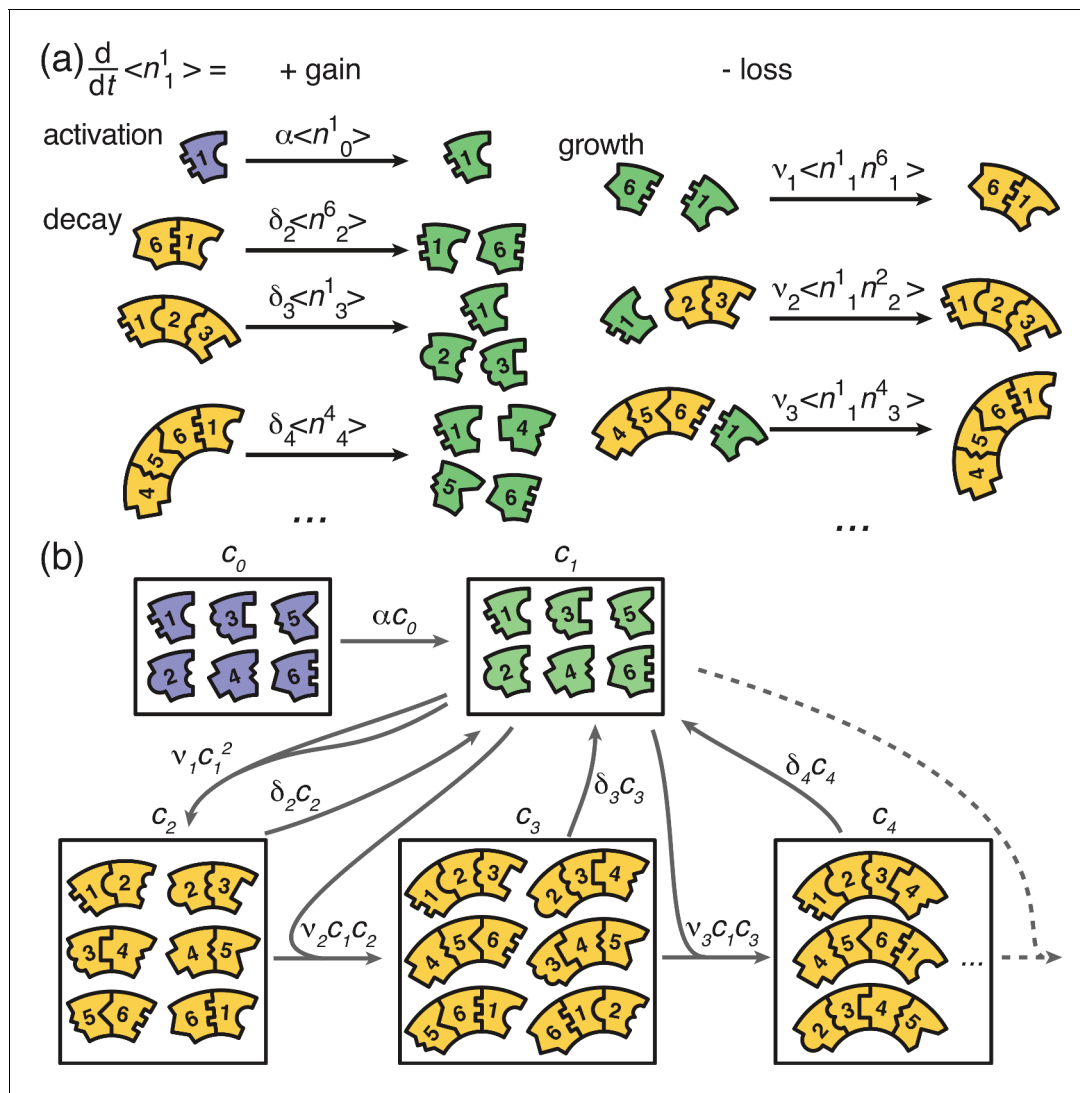 (a) d/dt <n¹₁> = + gain - loss
activation 1 α<n¹₀> 1
growth 6 1 ν₁<n¹₁n⁶₁> 6 1
decay 6 1 δ₂<n⁶₂> 1 6
1 2 3 δ₃<n¹₃> 1 2 3
1 2 3 ν₂<n¹₁n²₂> 1 2 3
4 5 6 1 ν₃<n¹₁n⁴₃> 4 5 6 1
4 5 6 1 δ₄<n⁴₄> 1 4 5 6
... ...
(b) c₀ c₁
1 3 5 αc₀ 1 3 5
2 4 6 2 4 6
ν₁c₁² δ₂c₂ δ₃c₃ δ₄c₄
c₂ c₃ c₄
1 2 2 3 1 2 3 2 3 4 1 2 3 4
3 4 4 5 ν₂c₁c₂ 4 5 6 3 4 5 ν₃c₁c₃ 4 5 6 1 ...
5 6 6 1 5 6 1 6 1 2 2 3 4 5